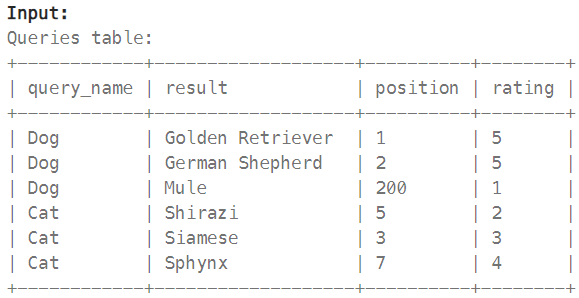 Input:
Queries table:
+------------+-------------------+----------+--------+
| query_name | result            | position | rating |
+------------+-------------------+----------+--------+
| Dog        | Golden Retriever  | 1        | 5      |
| Dog        | German Shepherd   | 2        | 5      |
| Dog        | Mule              | 200      | 1      |
| Cat        | Shirazi           | 5        | 2      |
| Cat        | Siamese           | 3        | 3      |
| Cat        | Sphynx            | 7        | 4      |
+------------+-------------------+----------+--------+